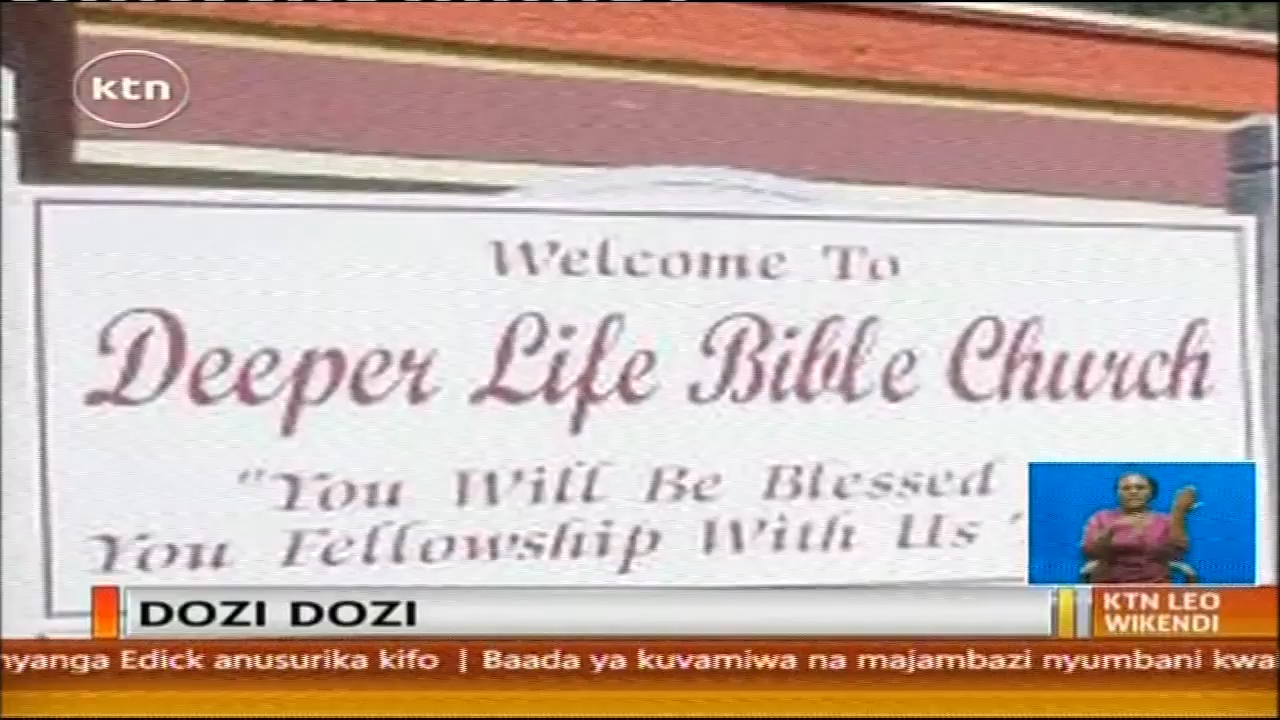 ktn
Welcome To
Deeper Life Bible Church
"You Will Be Blessed
You Fellowship With Us"
DOZI DOZI
KTN LEO
WIKENDI
nyanga Edick anusurika kifo | Baada ya kuvamiwa na majambazi nyumbani kwa